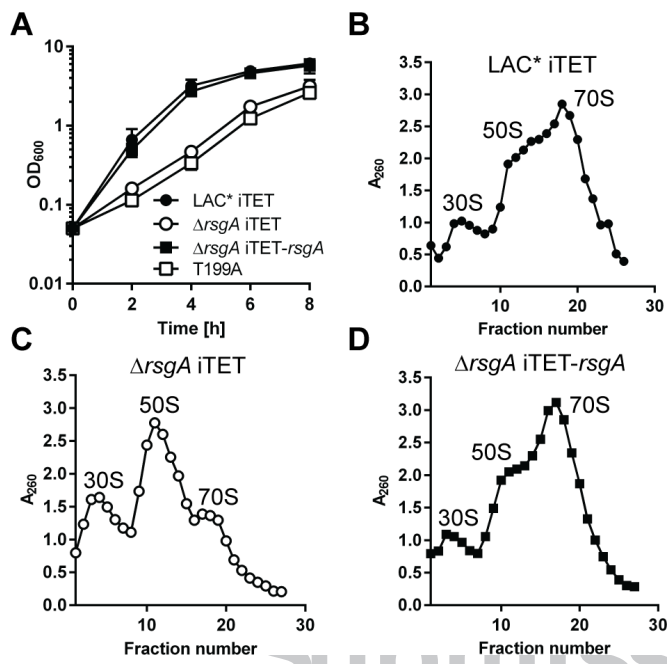 A
10
1
0.1
0.01
OD600
0 2 4 6 8
Time [h]
LAC* iTET
ΔrsgA iTET
ΔrsgA iTET-rsgA
T199A
B
LAC* iTET
3.5
3.0
2.5
2.0
1.5
1.0
0.5
0.0
A260
30S
50S
70S
0 10 20 30
Fraction number
C
ΔrsgA iTET
3.5
3.0
2.5
2.0
1.5
1.0
0.5
0.0
A260
30S
50S
70S
10 20 30
Fraction number
D
ΔrsgA iTET-rsgA
3.5
3.0
2.5
2.0
1.5
1.0
0.5
0.0
A260
30S
50S
70S
0 10 20 30
Fraction number